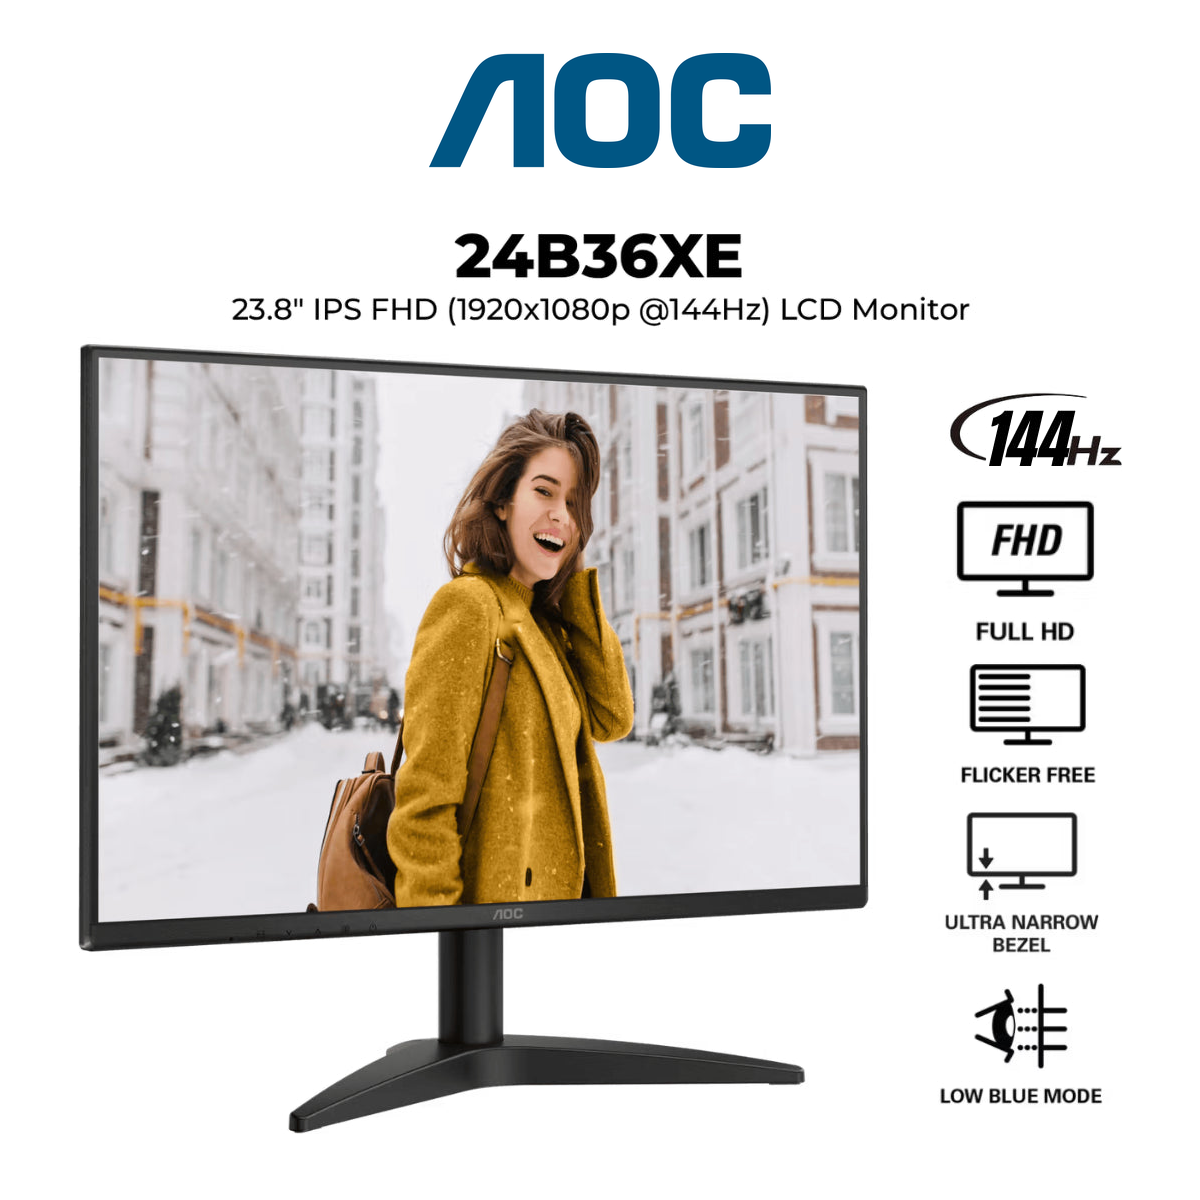 AOC
24B36XE
23.8" IPS FHD (1920x1080p @144Hz) LCD Monitor
144Hz
FHD
FULL HD
FLICKER FREE
AOC
ULTRA NARROW
BEZEL
LOW BLUE MODE